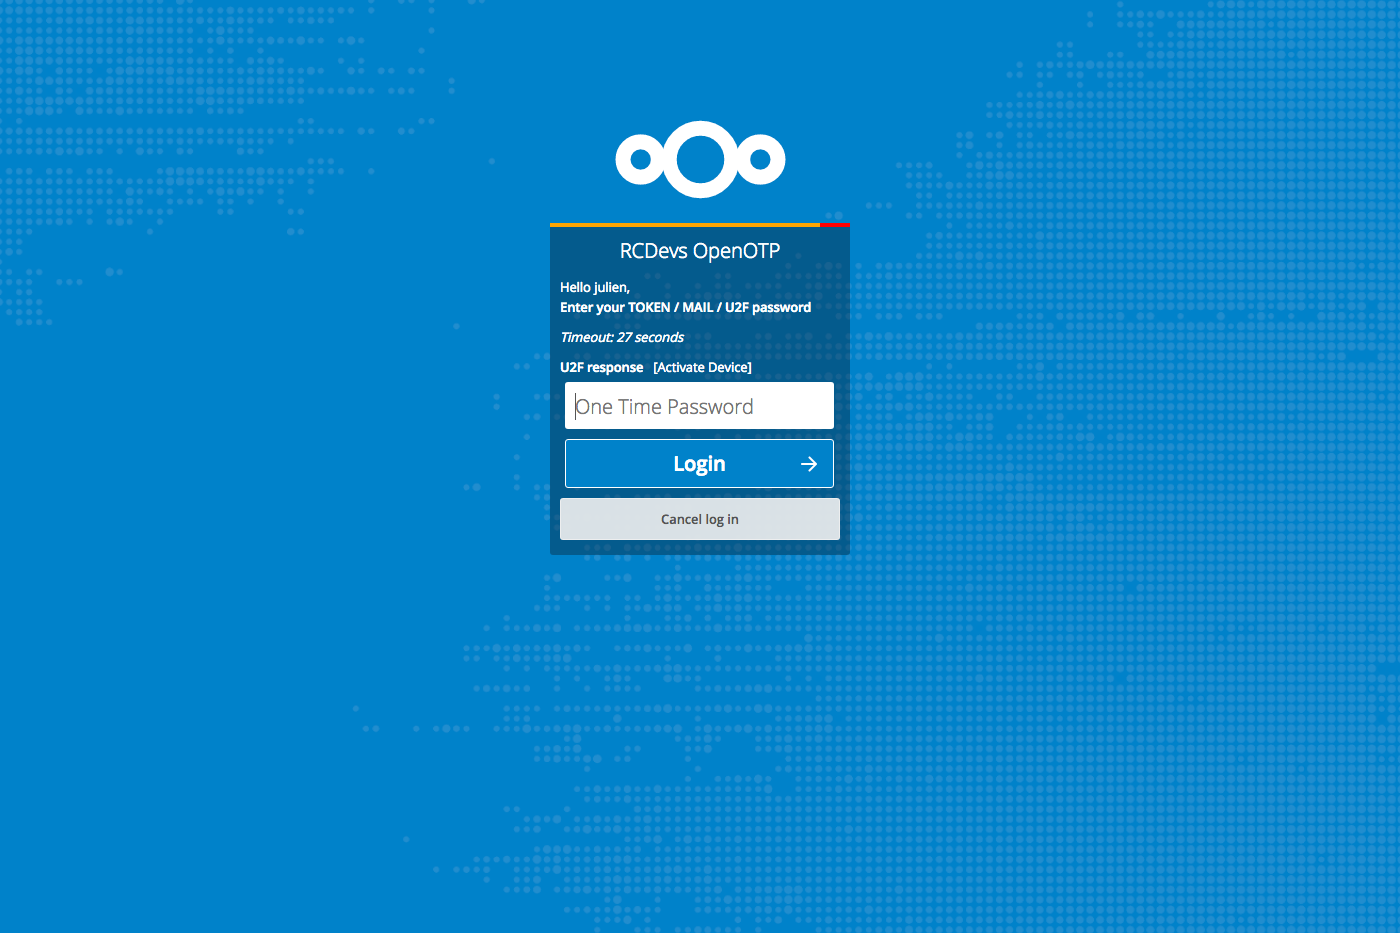 RCDevs OpenOTP
Hello julien,
Enter your TOKEN / MAIL / U2F password
Timeout: 27 seconds
U2F response [Activate Device]
One Time Password
Login
Cancel log in